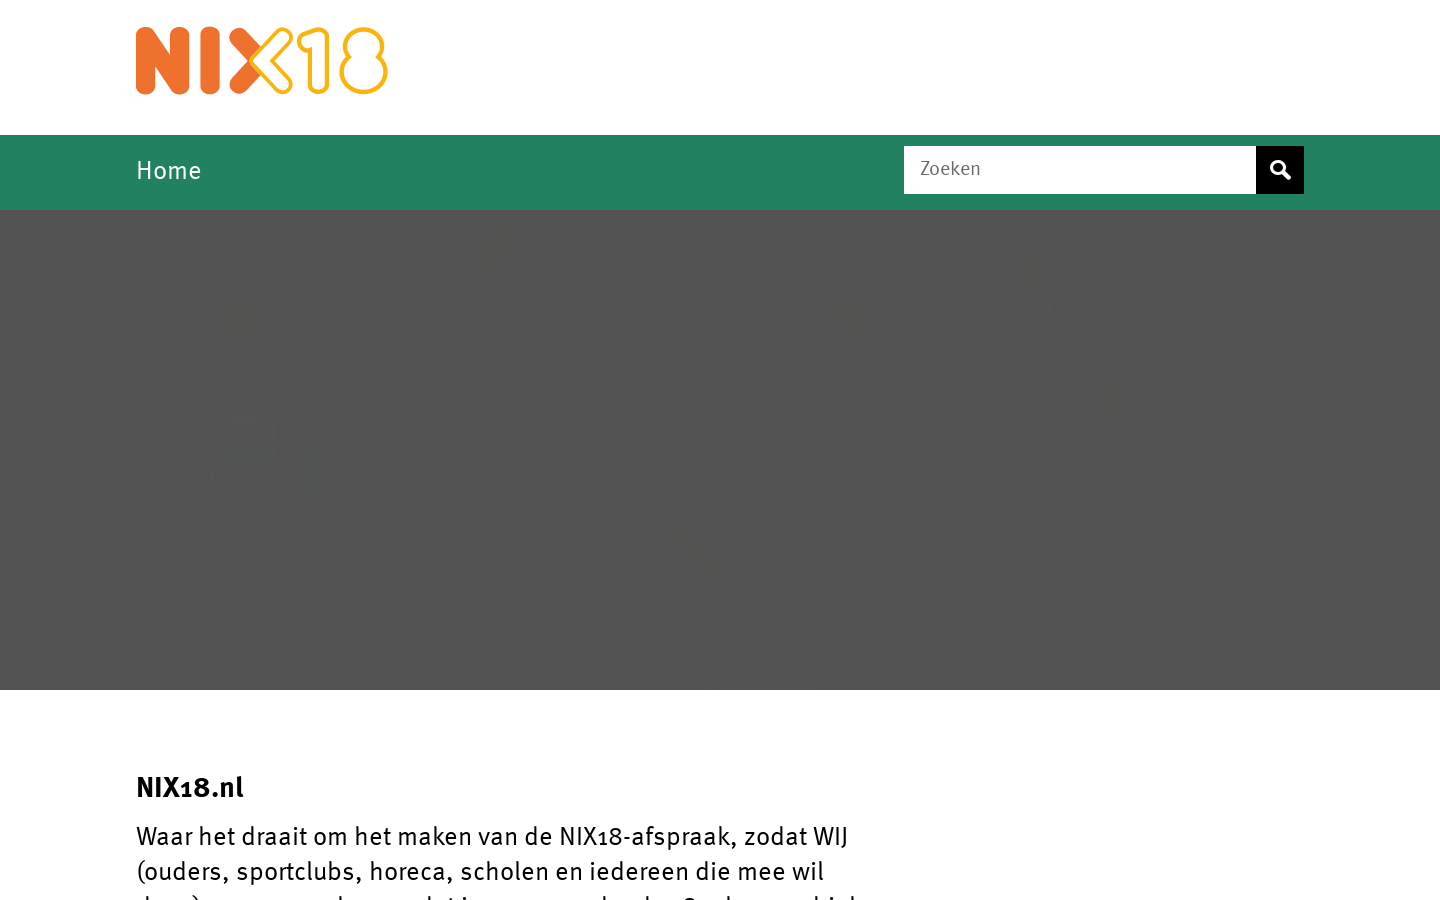 NIX18
Home
Zoeken
NIX18.nl
Waar het draait om het maken van de NIX18-afspraak, zodat WIJ
(ouders, sportclubs, horeca, scholen en iedereen die mee wil